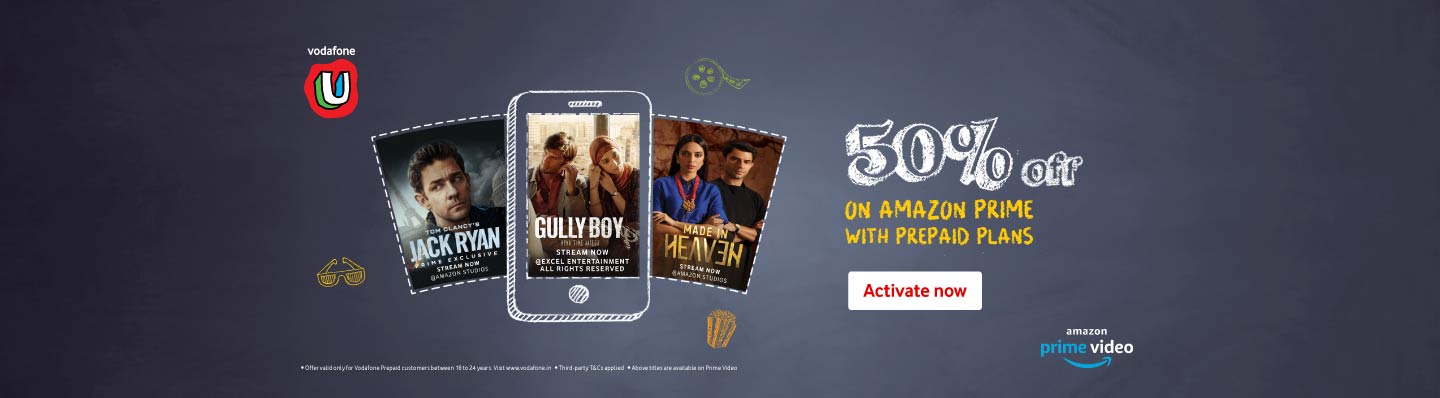 vodafone
U
TOM CLANCY'S
JACK RYAN
PRIME EXCLUSIVE
STREAM NOW
@AMAZON STUDIOS
GULLY BOY
APNA TIME AAYEGA
STREAM NOW
@EXCEL ENTERTAINMENT
ALL RIGHTS RESERVED
MADE IN
HEAVEN
STREAM NOW
@AMAZON STUDIOS
50% off
ON AMAZON PRIME
WITH PREPAID PLANS
Activate now
amazon
prime video
• Offer valid only for Vodafone Prepaid customers between 18 to 24 years. Visit www.vodafone.in • Third-party T&Cs applied • Above titles are available on Prime Video